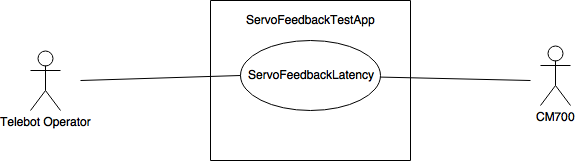 ServoFeedbackTestApp
ServoFeedbackLatency
Telebot Operator
CM700